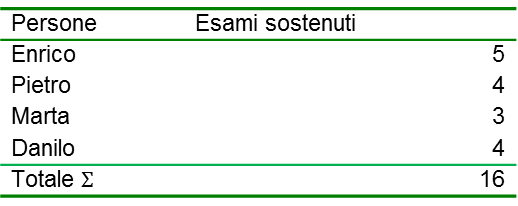 Persone Esami sostenuti
Enrico 5
Pietro 4
Marta 3
Danilo 4
Totale Σ 16